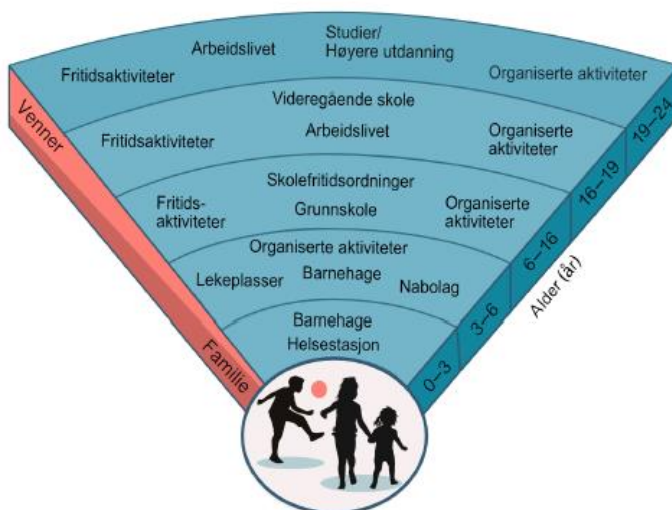 Studier/
Arbeidslivet Høyere utdanning
Fritidsaktiviteter Organiserte aktiviteter
Venner
19–24
Videregående skole
Fritidsaktiviteter Arbeidslivet Organiserte
aktiviteter
16–19
Skolefritidsordninger
Fritids-
aktiviteter
Grunnskole
Organiserte
aktiviteter
6–16
Organiserte aktiviteter
Lekeplasser Barnehage Nabolag
3–6
Alder (år)
Barnehage
Helsestasjon
0–3
Familie